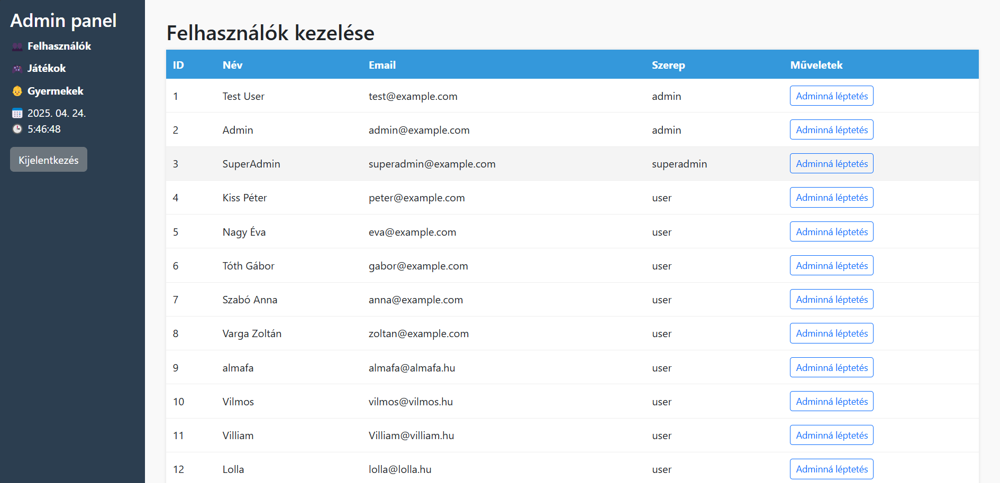 Admin panel
Felhasználók
Játékok
Gyermekek
2025. 04. 24.
5:46:48
Kijelentkezés
Felhasználók kezelése
ID Név Email Szerep Műveletek
1 Test User test@example.com admin Adminná léptetés
2 Admin admin@example.com admin Adminná léptetés
3 SuperAdmin superadmin@example.com superadmin Adminná léptetés
4 Kiss Péter peter@example.com user Adminná léptetés
5 Nagy Éva eva@example.com user Adminná léptetés
6 Tóth Gábor gabor@example.com user Adminná léptetés
7 Szabó Anna anna@example.com user Adminná léptetés
8 Varga Zoltán zoltan@example.com user Adminná léptetés
9 almafa almafa@almafa.hu user Adminná léptetés
10 Vilmos vilmos@vilmos.hu user Adminná léptetés
11 Villiam Villiam@villiam.hu user Adminná léptetés
12 Lolla lolla@lolla.hu user Adminná léptetés